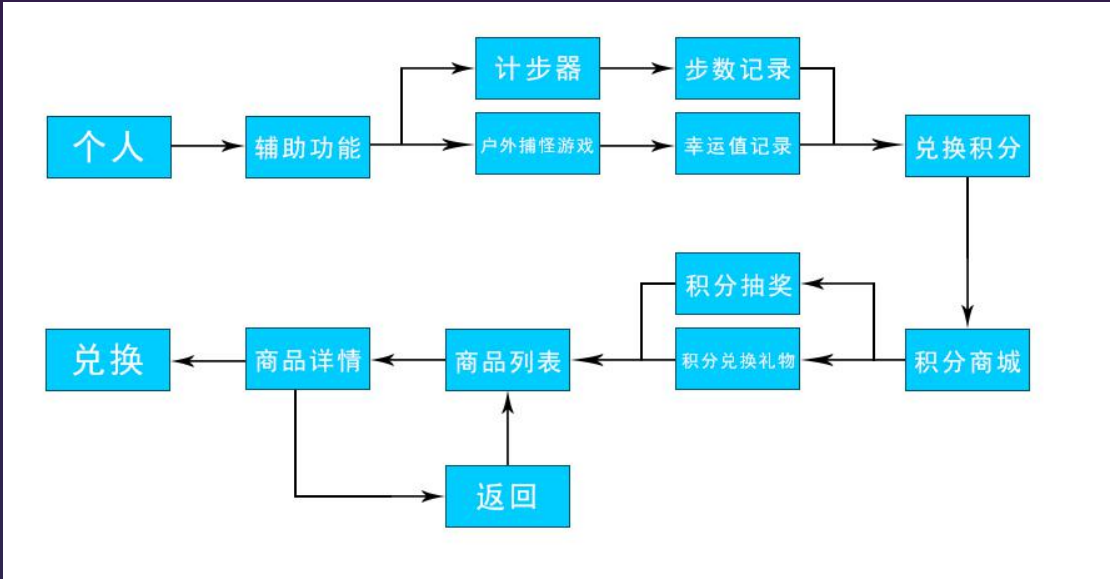 计步器
步数记录
个人
辅助功能
户外捕怪游戏
幸运值记录
兑换积分
积分抽奖
兑换
商品详情
商品列表
积分兑换礼物
积分商城
返回